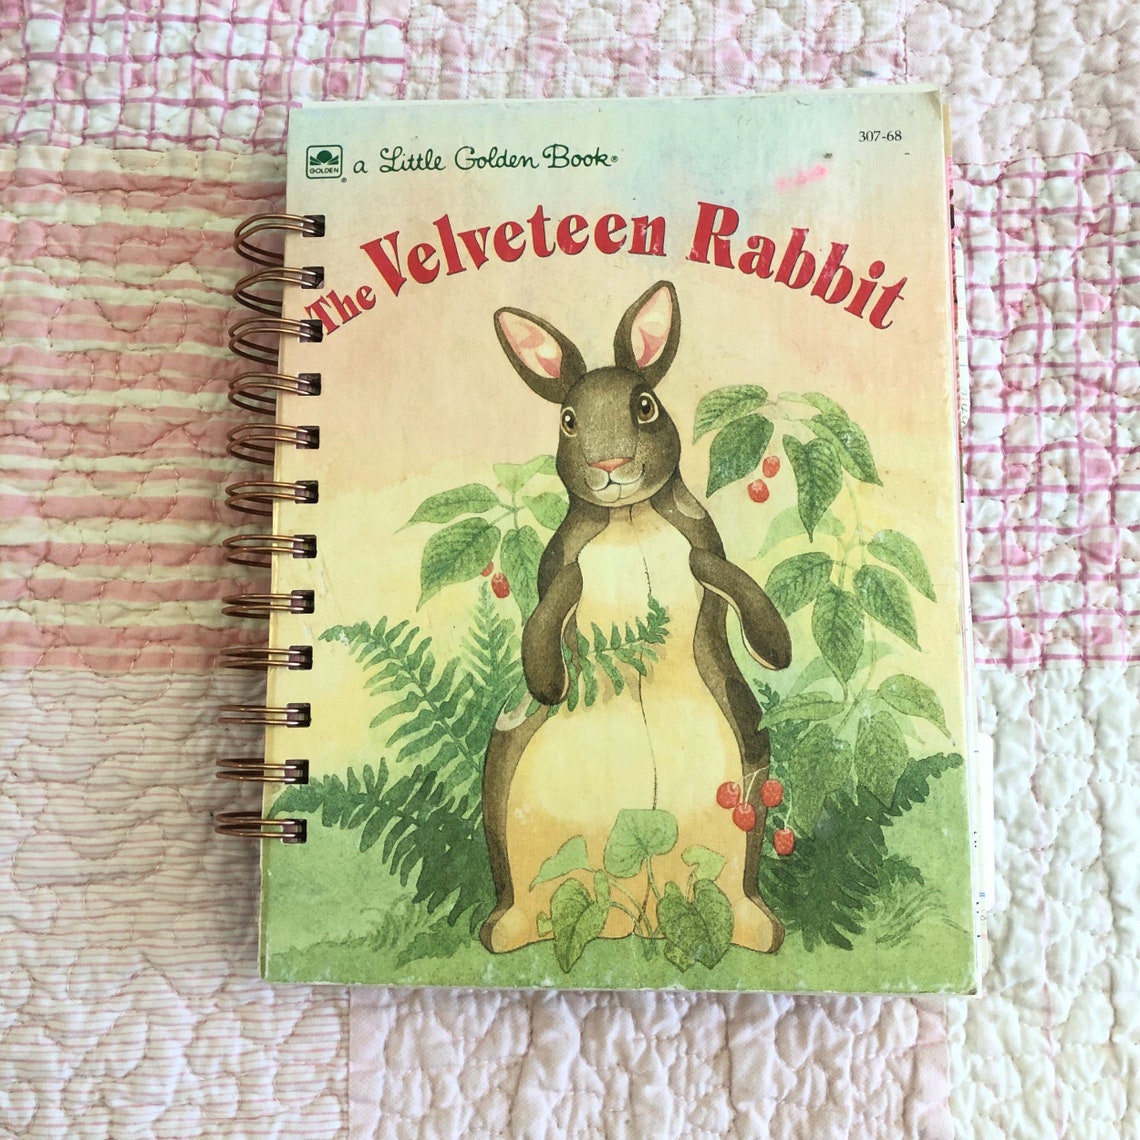 307-68
GOLDEN ® a Little Golden Book®
The Velveteen Rabbit